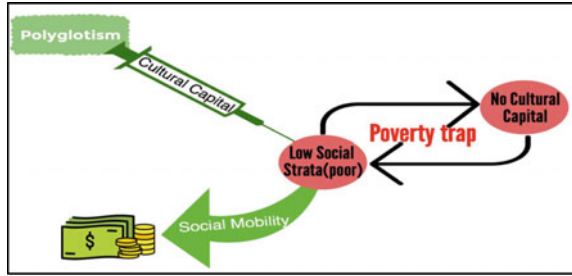 Polyglotism
Cultural Capital
No Cultural
Capital
Poverty trap
Low Social
Strata(poor)
Social Mobility
$